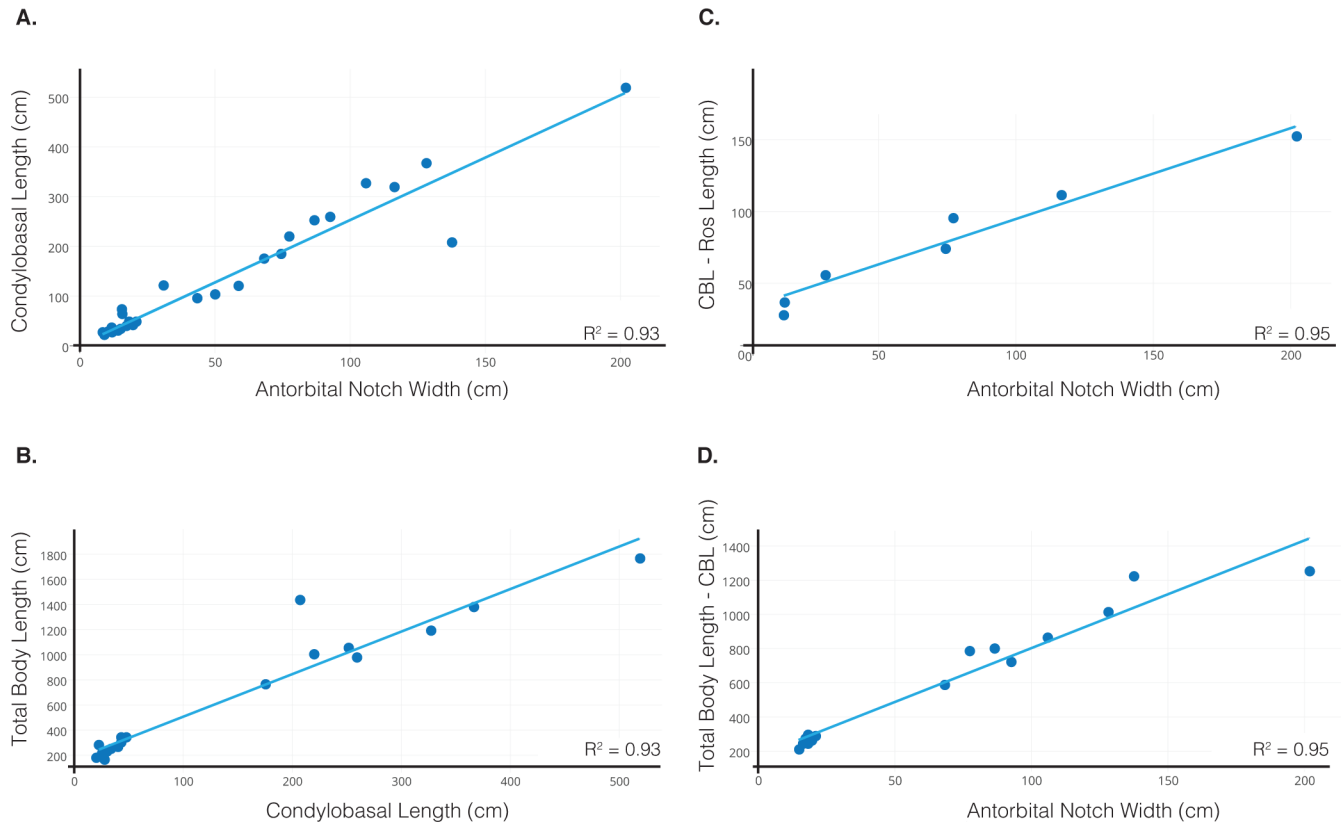 A.
Condylobasal Length (cm)
500
400
300
200
100
0
0 50 100 150 200
R² = 0.93
Antorbital Notch Width (cm)
C.
CBL - Ros Length (cm)
150
100
50
00 50 100 150 200
R² = 0.95
Antorbital Notch Width (cm)
B.
Total Body Length (cm)
1800
1600
1400
1200
1000
800
600
400
200
0 100 200 300 400 500
R² = 0.93
Condylobasal Length (cm)
D.
Total Body Length - CBL (cm)
1400
1200
1000
800
600
400
200
0 50 100 150 200
R² = 0.95
Antorbital Notch Width (cm)